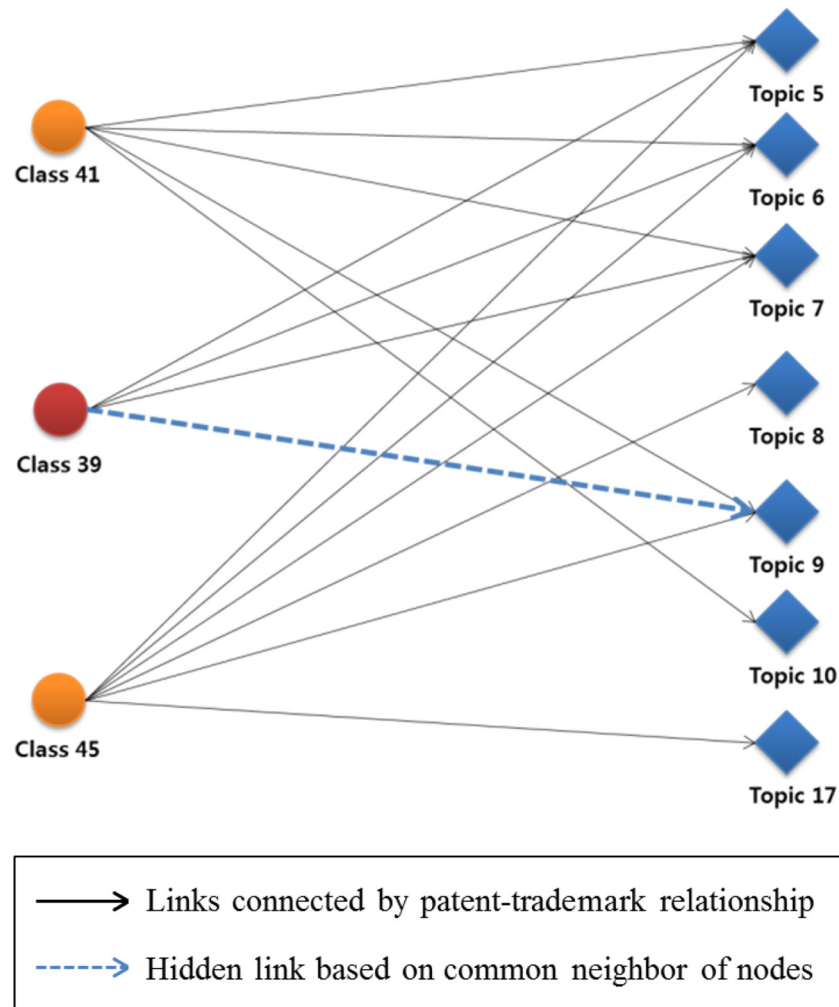 Topic 5
Class 41
Topic 6
Topic 7
Topic 8
Class 39
Topic 9
Topic 10
Class 45
Topic 17
Links connected by patent-trademark relationship
Hidden link based on common neighbor of nodes